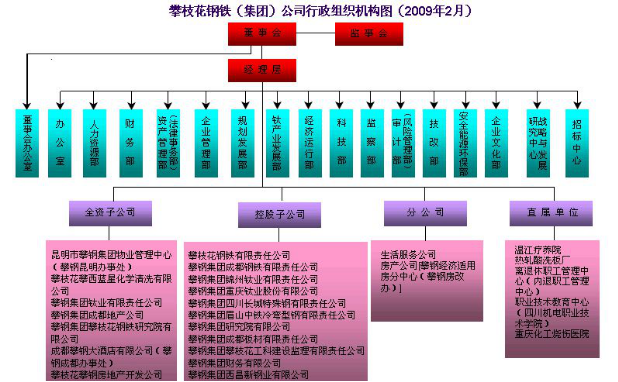 攀枝花钢铁（集团）公司行政组织机构图（2009年2月）
董事会
监事会
经理层
董事会办公室
办公室
人力资源部
财务部
资产管理部
（法律事务部）
企业管理部
规划发展部
钛产业发展部
经济运行部
科技部
监察部
审计部
（风险管理部）
技改部
安全能源环保部
企业文化部
战略与发展
研究中心
招标中心
全资子公司
控股子公司
分公司
直属单位
昆明市攀钢集团物业管理中心
（攀钢昆明办事处）
攀枝花攀西蓝星化学清洗有限
公司
攀钢集团钛业有限责任公司
攀钢集团成都地产公司
攀钢集团攀枝花钢铁研究院有
限公司
成都攀钢大酒店有限公司（攀
钢成都办事处）
攀枝花攀钢房地产开发公司
攀枝花钢铁有限责任公司
攀钢集团成都钢铁有限责任公司
攀钢集团锦州钛业有限责任公司
攀钢集团重庆钛业股份有限公司
攀钢集团四川长城特殊钢有限责任公司
攀钢集团眉山中铁冷弯型钢有限责任公司
攀钢集团研究院有限公司
攀钢集团成都板材有限责任公司
攀钢集团攀枝花工科建设监理有限责任公司
攀钢集团财务有限公司
攀钢集团西昌新钢业有限公司
生活服务公司
房产公司[攀钢经济适用
房分中心（攀钢房改
办）]
温江疗养院
热轧酸洗板厂
离退休职工管理中
心（内退职工管理
中心）
职业技术教育中心
（四川机电职业技
术学院）
重庆化工烧伤医院